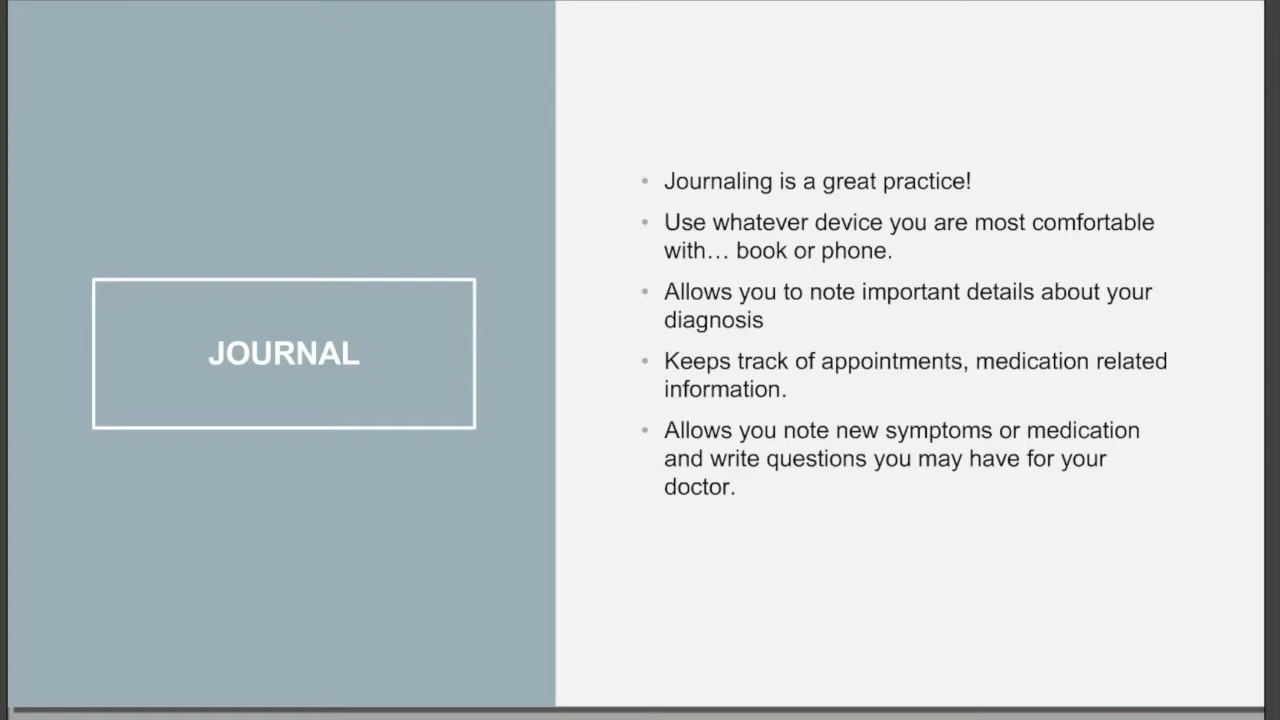 JOURNAL
• Journaling is a great practice!
• Use whatever device you are most comfortable
with… book or phone.
• Allows you to note important details about your
diagnosis
• Keeps track of appointments, medication related
information.
• Allows you note new symptoms or medication
and write questions you may have for your
doctor.